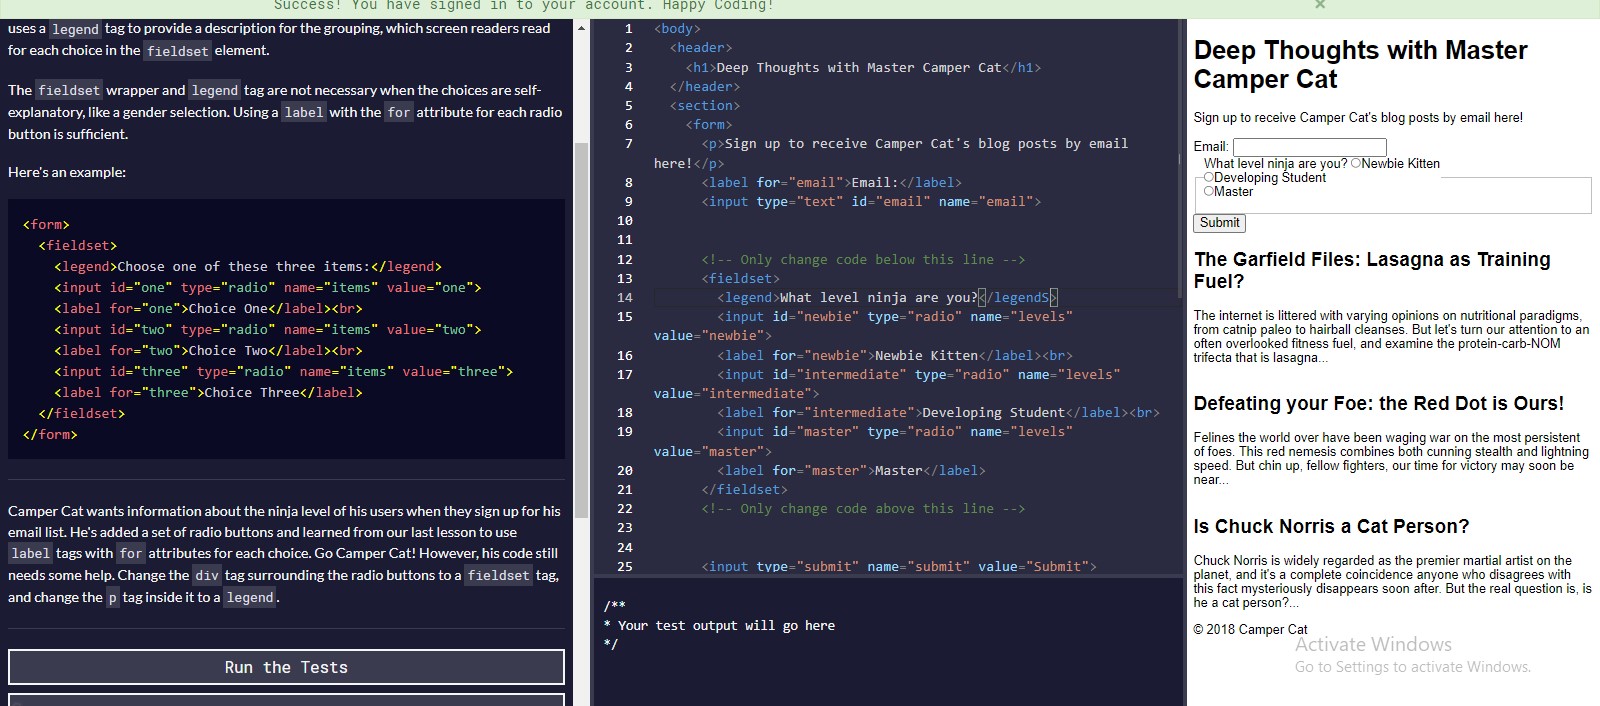 Success! You have signed in to your account. Happy Coding!
×
uses a legend tag to provide a description for the grouping, which screen readers read
for each choice in the fieldset element.
The fieldset wrapper and legend tag are not necessary when the choices are self-
explanatory, like a gender selection. Using a label with the for attribute for each radio
button is sufficient.
Here's an example:
<form>
<fieldset>
<legend>Choose one of these three items:</legend>
<input id="one" type="radio" name="items" value="one">
<label for="one">Choice One</label><br>
<input id="two" type="radio" name="items" value="two">
<label for="two">Choice Two</label><br>
<input id="three" type="radio" name="items" value="three">
<label for="three">Choice Three</label>
</fieldset>
</form>
Camper Cat wants information about the ninja level of his users when they sign up for his
email list. He's added a set of radio buttons and learned from our last lesson to use
label tags with for attributes for each choice. Go Camper Cat! However, his code still
needs some help. Change the div tag surrounding the radio buttons to a fieldset tag,
and change the p tag inside it to a legend.
Run the Tests
1 <body>
2 <header>
3 <h1>Deep Thoughts with Master Camper Cat</h1>
4 </header>
5 <section>
6 <form>
7 <p>Sign up to receive Camper Cat's blog posts by email
here!</p>
8 <label for="email">Email:</label>
9 <input type="text" id="email" name="email">
10
11
12 <!-- Only change code below this line -->
13 <fieldset>
14 <legend>What level ninja are you?</legendS>
15 <input id="newbie" type="radio" name="levels"
value="newbie">
16 <label for="newbie">Newbie Kitten</label><br>
17 <input id="intermediate" type="radio" name="levels"
value="intermediate">
18 <label for="intermediate">Developing Student</label><br>
19 <input id="master" type="radio" name="levels"
value="master">
20 <label for="master">Master</label>
21 </fieldset>
22 <!-- Only change code above this line -->
23
24
25 <input type="submit" name="submit" value="Submit">
/**
* Your test output will go here
*/
Deep Thoughts with Master
Camper Cat
Sign up to receive Camper Cat's blog posts by email here!
Email:
What level ninja are you? Newbie Kitten
Developing Student
Master
Submit
The Garfield Files: Lasagna as Training
Fuel?
The internet is littered with varying opinions on nutritional paradigms,
from catnip paleo to hairball cleanses. But let's turn our attention to an
often overlooked fitness fuel, and examine the protein-carb-NOM
trifecta that is lasagna...
Defeating your Foe: the Red Dot is Ours!
Felines the world over have been waging war on the most persistent
of foes. This red nemesis combines both cunning stealth and lightning
speed. But chin up, fellow fighters, our time for victory may soon be
near...
Is Chuck Norris a Cat Person?
Chuck Norris is widely regarded as the premier martial artist on the
planet, and it's a complete coincidence anyone who disagrees with
this fact mysteriously disappears soon after. But the real question is, is
he a cat person?...
© 2018 Camper Cat
Activate Windows
Go to Settings to activate Windows.